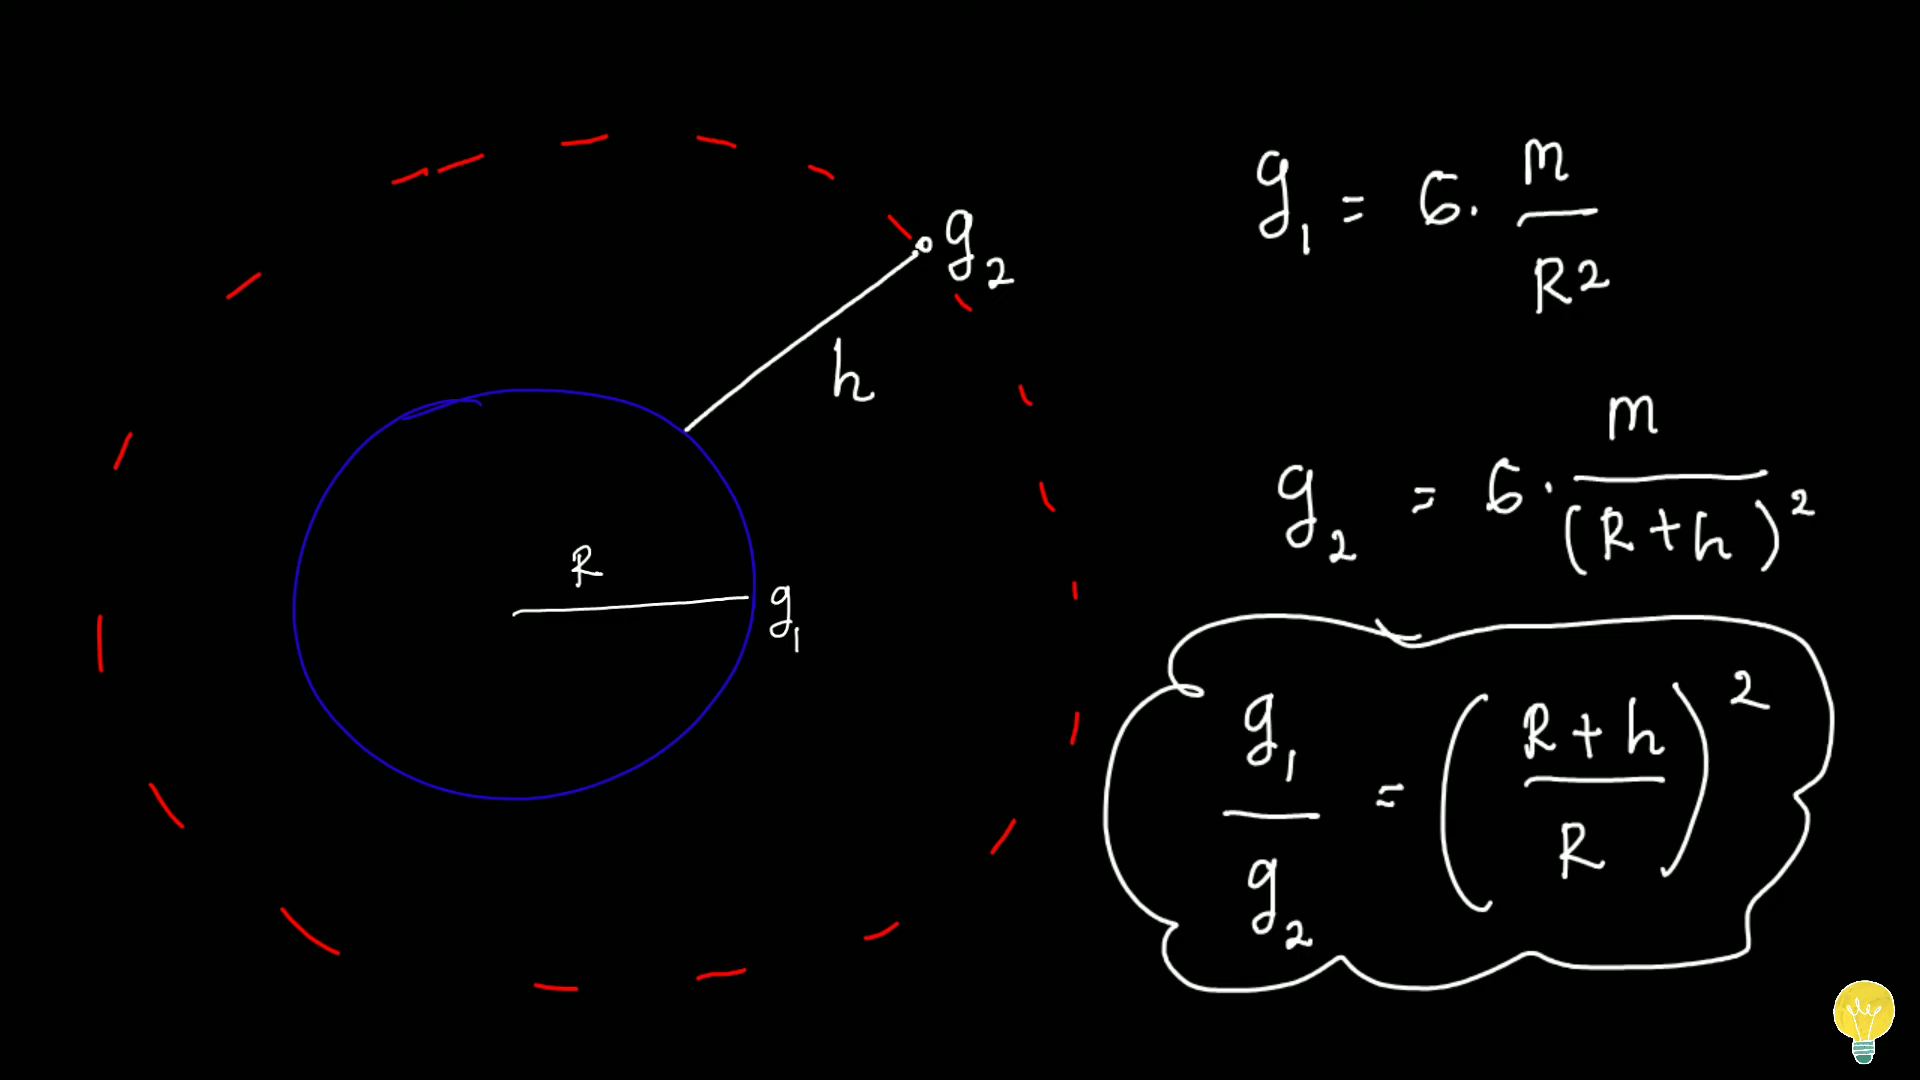 g₂
h
R
g₁
g₁ = G · m / R²
g₂ = G · m / (R + h)²
g₁ / g₂ = ( (R + h) / R )²